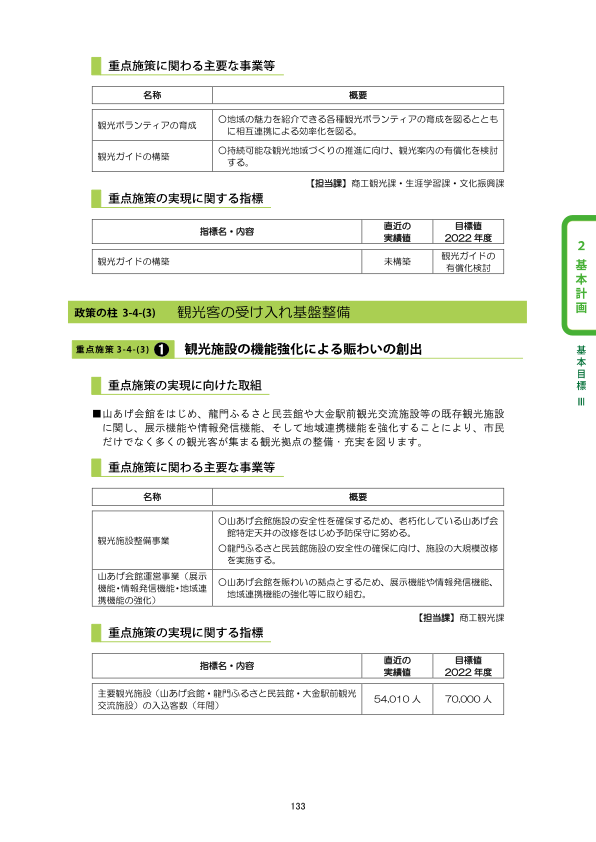 重点施策に関わる主要な事業等
名称 概要
観光ボランティアの育成
〇地域の魅力を紹介できる各種観光ボランティアの育成を図るととも
に相互連携による効率化を図る。
観光ガイドの構築
〇持続可能な観光地域づくりの推進に向け、観光案内の有償化を検討
する。
【担当課】商工観光課・生涯学習課・文化振興課
重点施策の実現に関する指標
指標名・内容
直近の
実績値
目標値
2022 年度
観光ガイドの構築
未構築
観光ガイドの
有償化検討
政策の柱 3-4-(3) 観光客の受け入れ基盤整備
重点施策 3-4-(3) ❶ 観光施設の機能強化による賑わいの創出
重点施策の実現に向けた取組
■山あげ会館をはじめ、龍門ふるさと民芸館や大金駅前観光交流施設等の既存観光施設
に関し、展示機能や情報発信機能、そして地域連携機能を強化することにより、市民
だけでなく多くの観光客が集まる観光拠点の整備・充実を図ります。
重点施策に関わる主要な事業等
名称 概要
観光施設整備事業
〇山あげ会館施設の安全性を確保するため、老朽化している山あげ会
館特定天井の改修をはじめ予防保守に努める。
〇龍門ふるさと民芸館施設の安全性の確保に向け、施設の大規模改修
を実施する。
山あげ会館運営事業（展示
機能・情報発信機能・地域連
携機能の強化）
〇山あげ会館を賑わいの拠点とするため、展示機能や情報発信機能、
地域連携機能の強化等に取り組む。
【担当課】商工観光課
重点施策の実現に関する指標
指標名・内容
直近の
実績値
目標値
2022 年度
主要観光施設（山あげ会館・龍門ふるさと民芸館・大金駅前観光
交流施設）の入込客数（年間）
54,010 人
70,000 人
2 基本計画
基本目標 Ⅲ
133